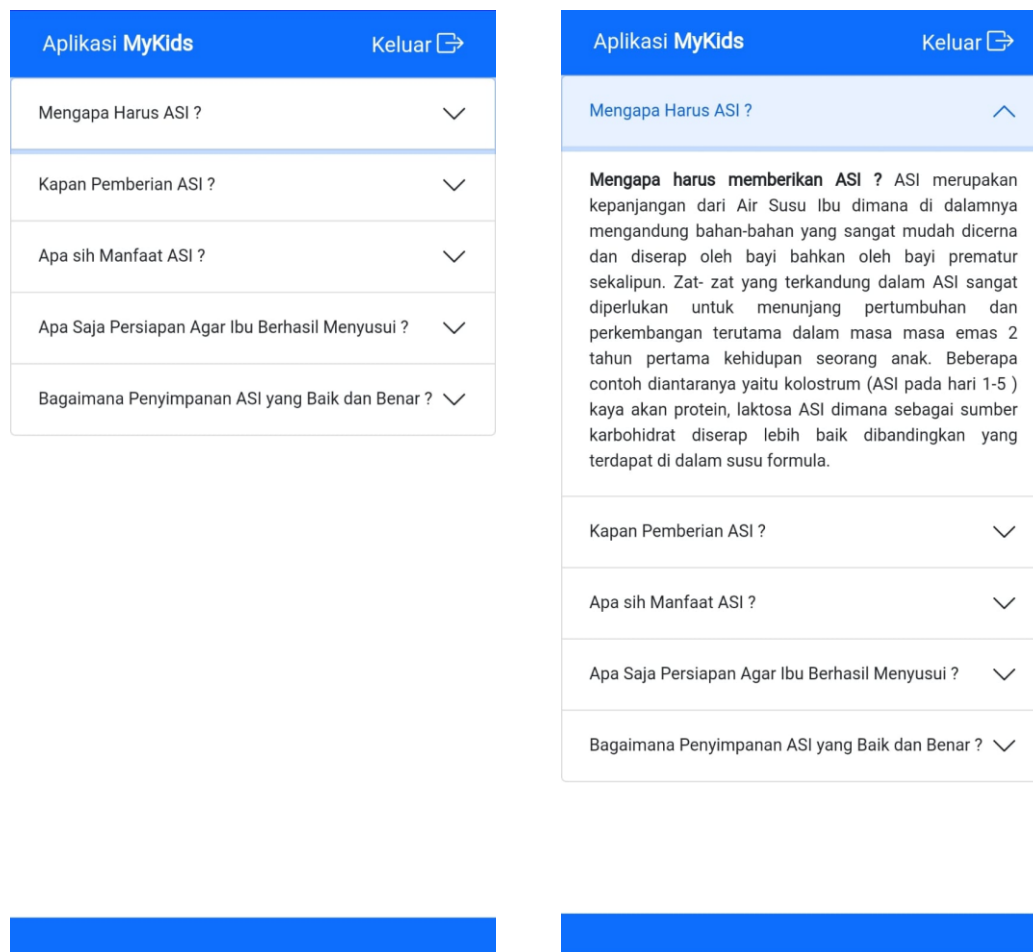 Aplikasi MyKids
Keluar
Mengapa Harus ASI ?
Kapan Pemberian ASI ?
Apa sih Manfaat ASI ?
Apa Saja Persiapan Agar Ibu Berhasil Menyusui ?
Bagaimana Penyimpanan ASI yang Baik dan Benar ?
Aplikasi MyKids
Keluar
Mengapa Harus ASI ?
Mengapa harus memberikan ASI ? ASI merupakan
kepanjangan dari Air Susu Ibu dimana di dalamnya
mengandung bahan-bahan yang sangat mudah dicerna
dan diserap oleh bayi bahkan oleh bayi prematur
sekalipun. Zat- zat yang terkandung dalam ASI sangat
diperlukan untuk menunjang pertumbuhan dan
perkembangan terutama dalam masa masa emas 2
tahun pertama kehidupan seorang anak. Beberapa
contoh diantaranya yaitu kolostrum (ASI pada hari 1-5 )
kaya akan protein, laktosa ASI dimana sebagai sumber
karbohidrat diserap lebih baik dibandingkan yang
terdapat di dalam susu formula.
Kapan Pemberian ASI ?
Apa sih Manfaat ASI ?
Apa Saja Persiapan Agar Ibu Berhasil Menyusui ?
Bagaimana Penyimpanan ASI yang Baik dan Benar ?